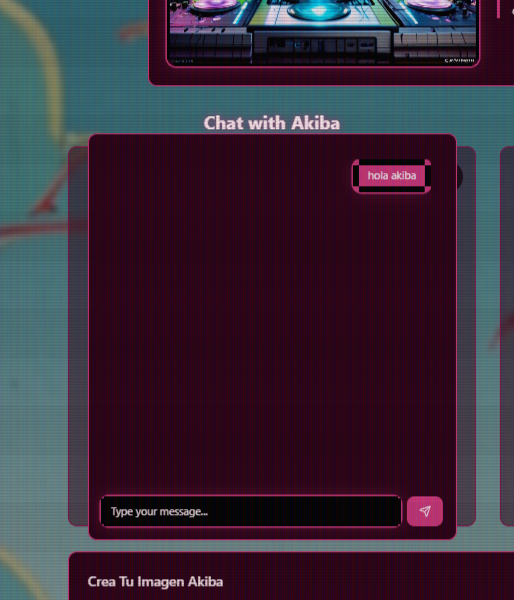 Chat with Akiba
hola akiba
Type your message...
Crea Tu Imagen Akiba